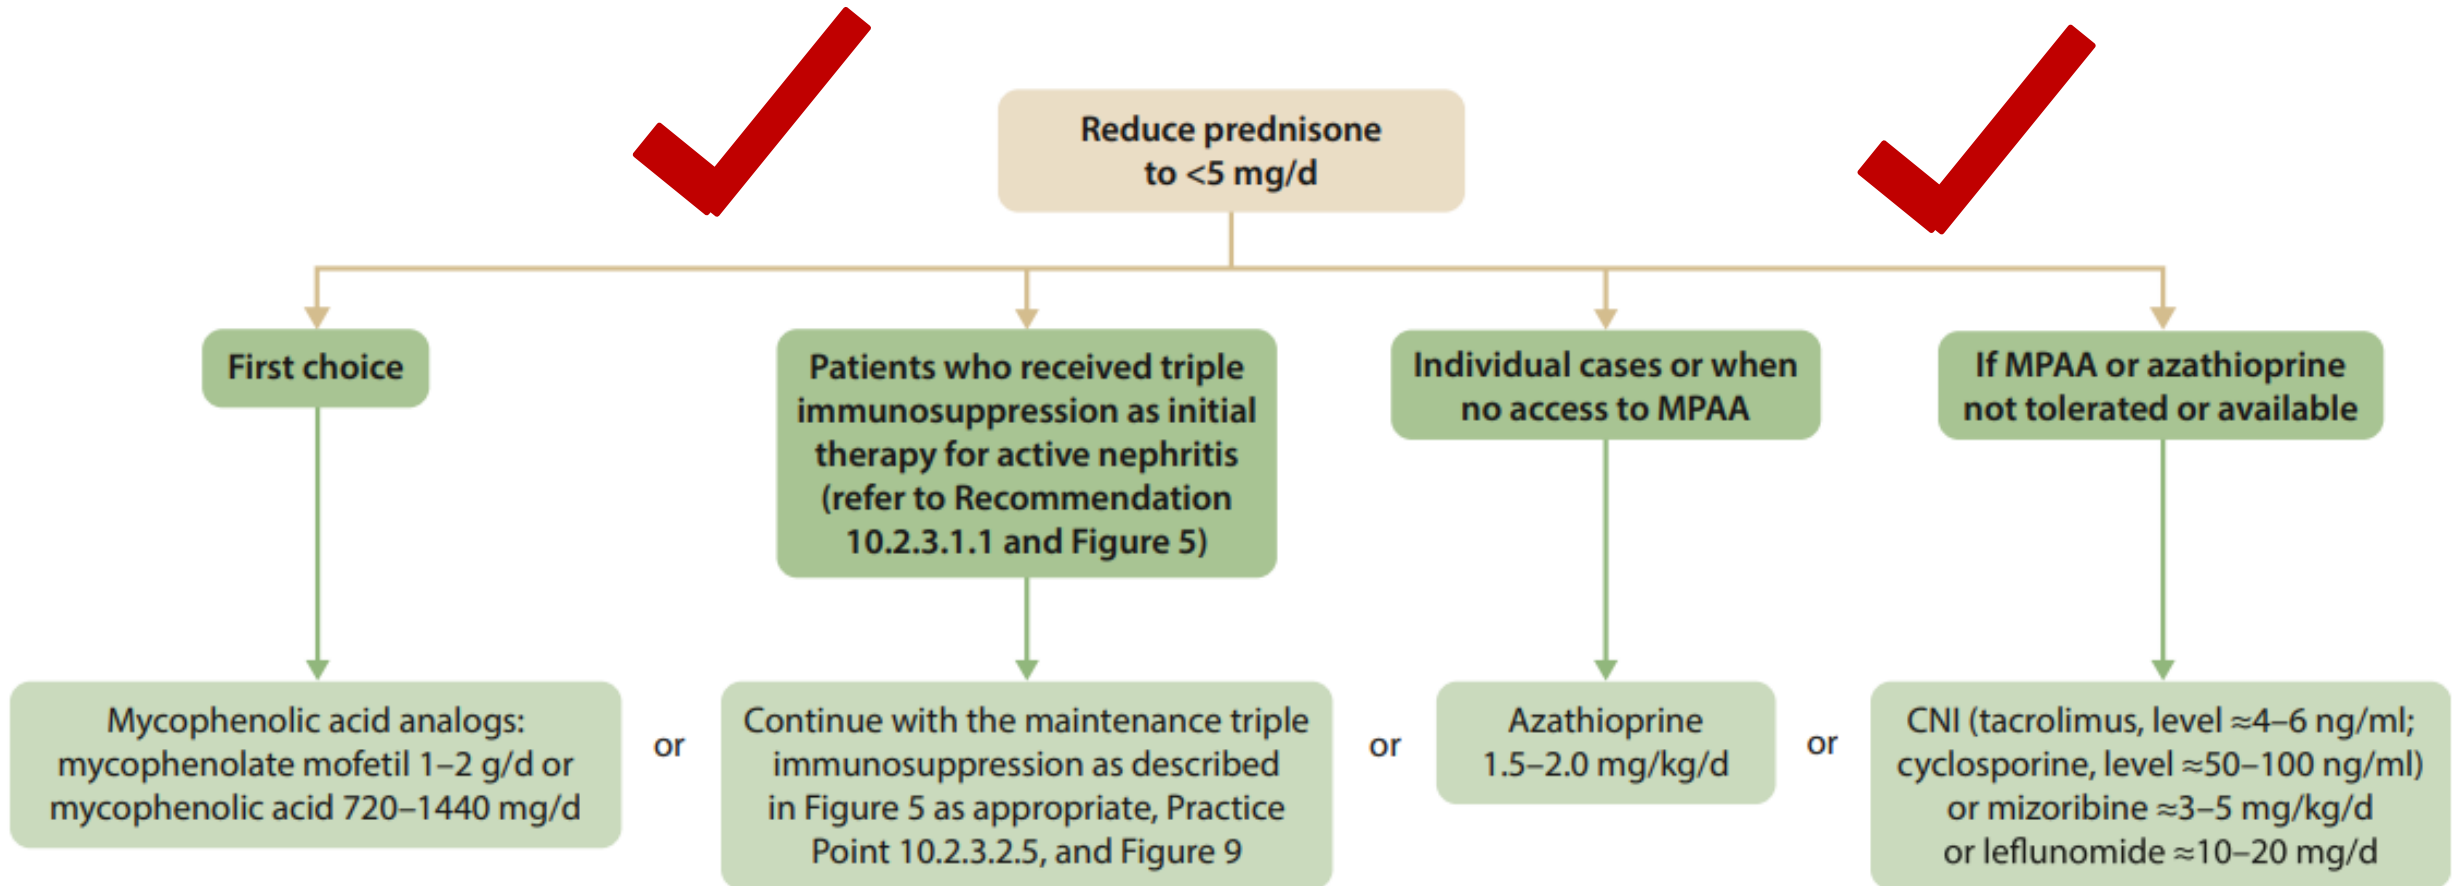 Reduce prednisone
to <5 mg/d
First choice
Patients who received triple
immunosuppression as initial
therapy for active nephritis
(refer to Recommendation
10.2.3.1.1 and Figure 5)
Individual cases or when
no access to MPAA
If MPAA or azathioprine
not tolerated or available
Mycophenolic acid analogs:
mycophenolate mofetil 1–2 g/d or
mycophenolic acid 720–1440 mg/d
or
Continue with the maintenance triple
immunosuppression as described
in Figure 5 as appropriate, Practice
Point 10.2.3.2.5, and Figure 9
or
Azathioprine
1.5–2.0 mg/kg/d
or
CNI (tacrolimus, level ≈4–6 ng/ml;
cyclosporine, level ≈50–100 ng/ml)
or mizoribine ≈3–5 mg/kg/d
or leflunomide ≈10–20 mg/d